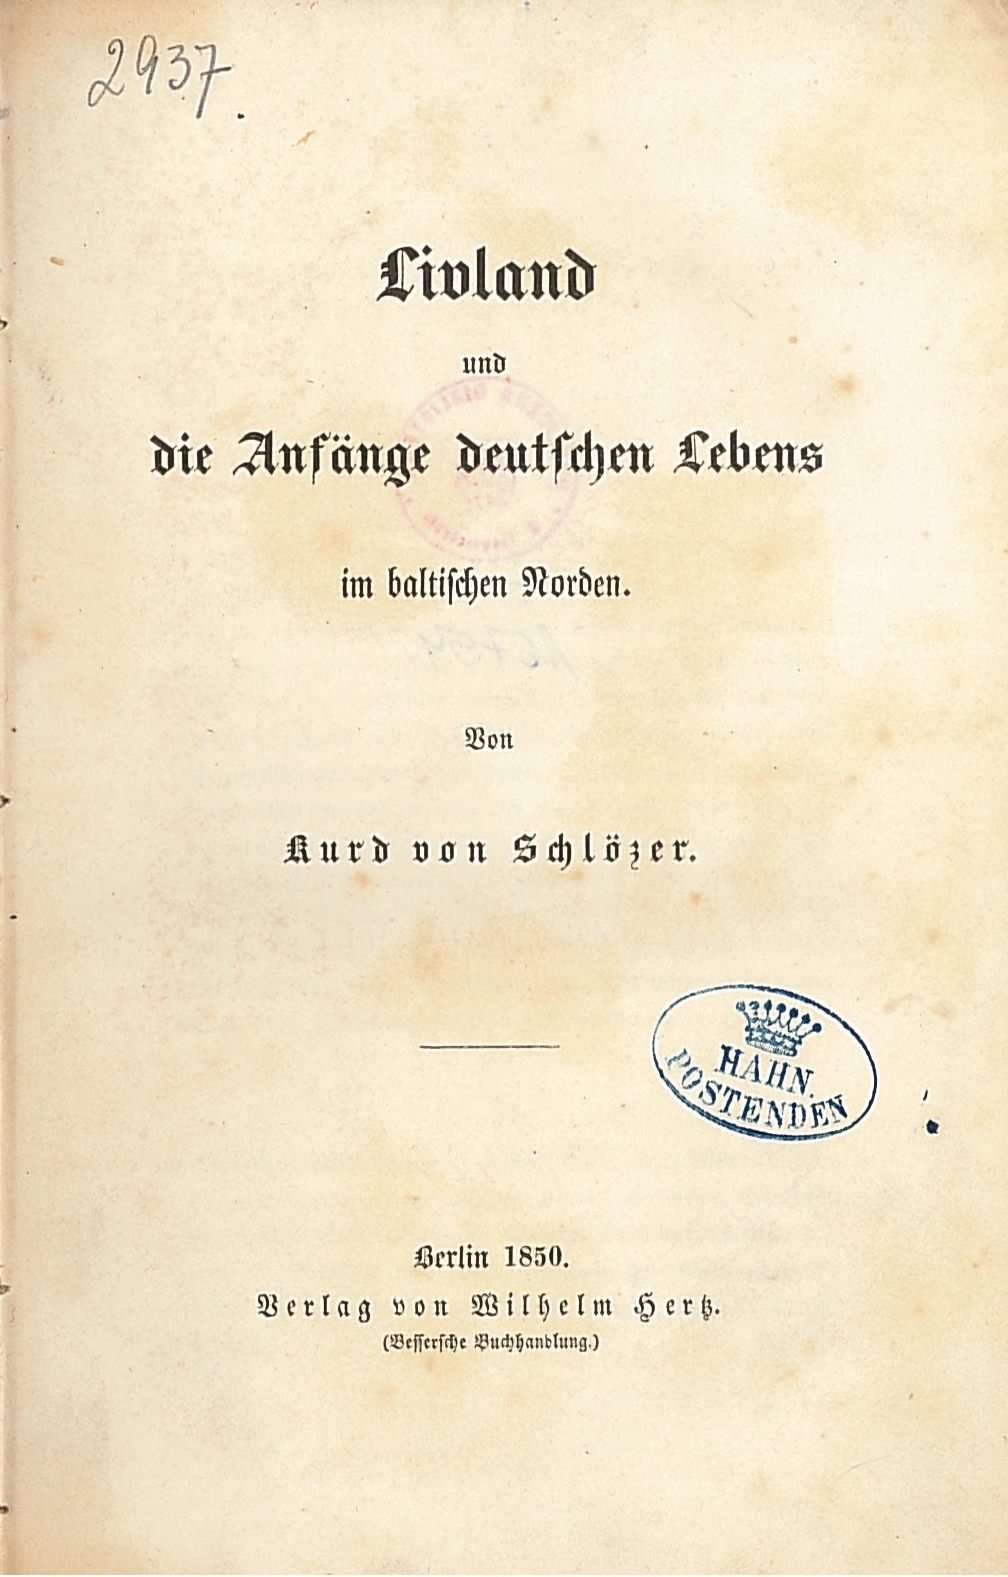 2937.
Livland
und
die Anfänge deutschen Lebens
im baltischen Norden.
Von
Kurd von Schlözer.
HAHN.
POSTENDEN
Berlin 1850.
Verlag von Wilhelm Hertz.
(Bessersche Buchhandlung.)